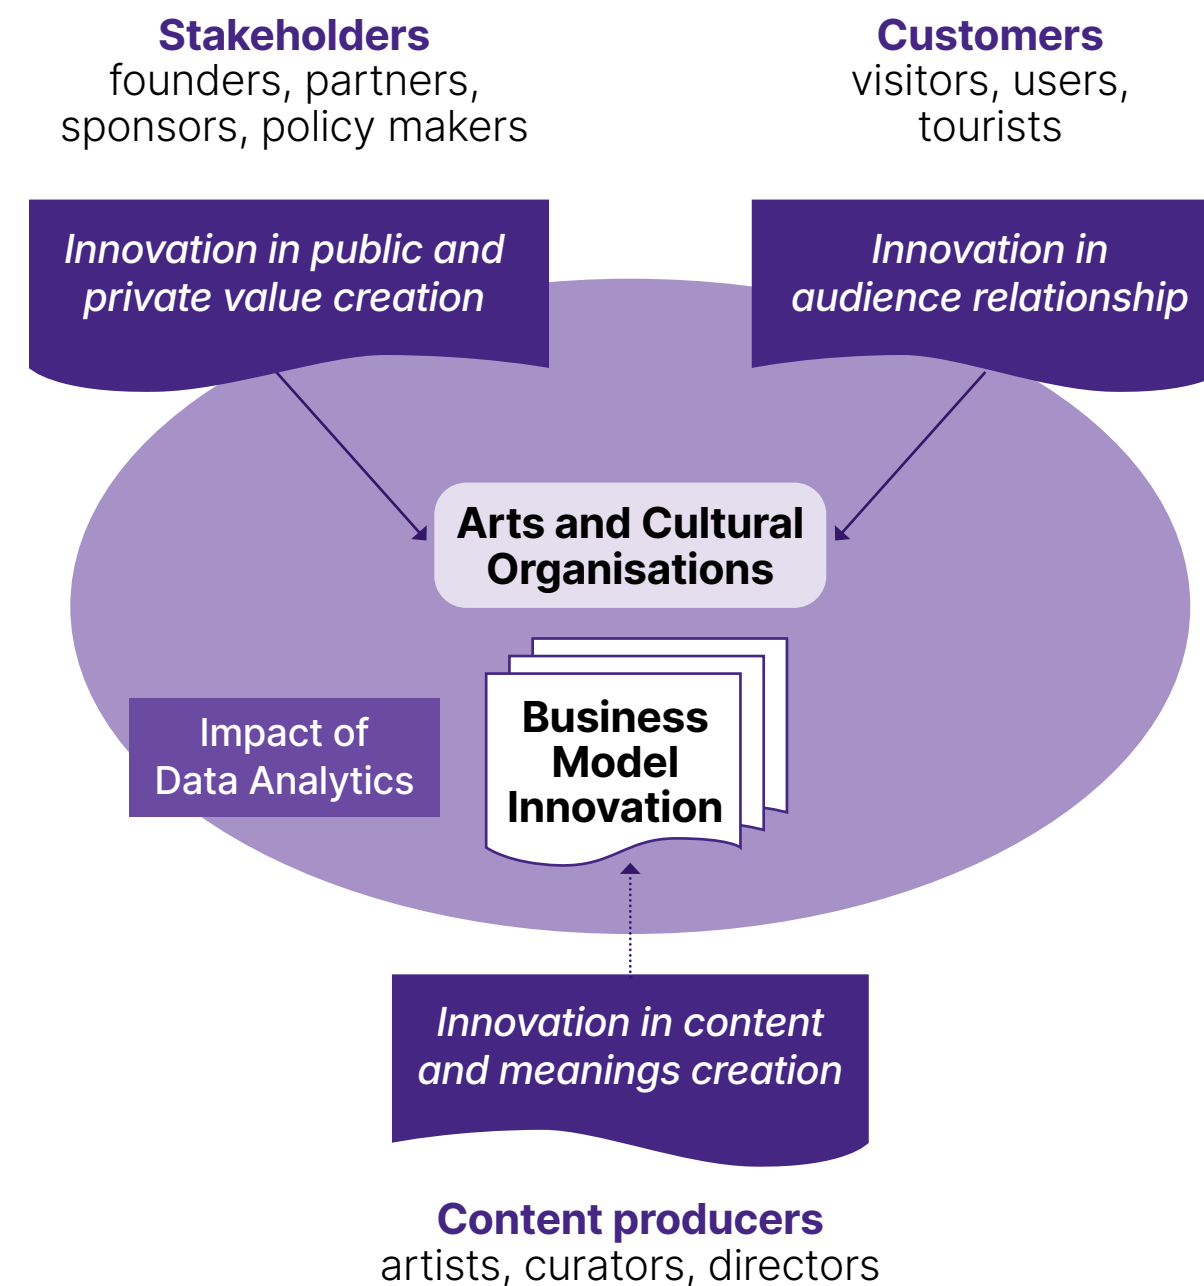 Stakeholders
founders, partners,
sponsors, policy makers
Customers
visitors, users,
tourists
Innovation in public and
private value creation
Innovation in
audience relationship
Arts and Cultural
Organisations
Impact of
Data Analytics
Business
Model
Innovation
Innovation in content
and meanings creation
Content producers
artists, curators, directors